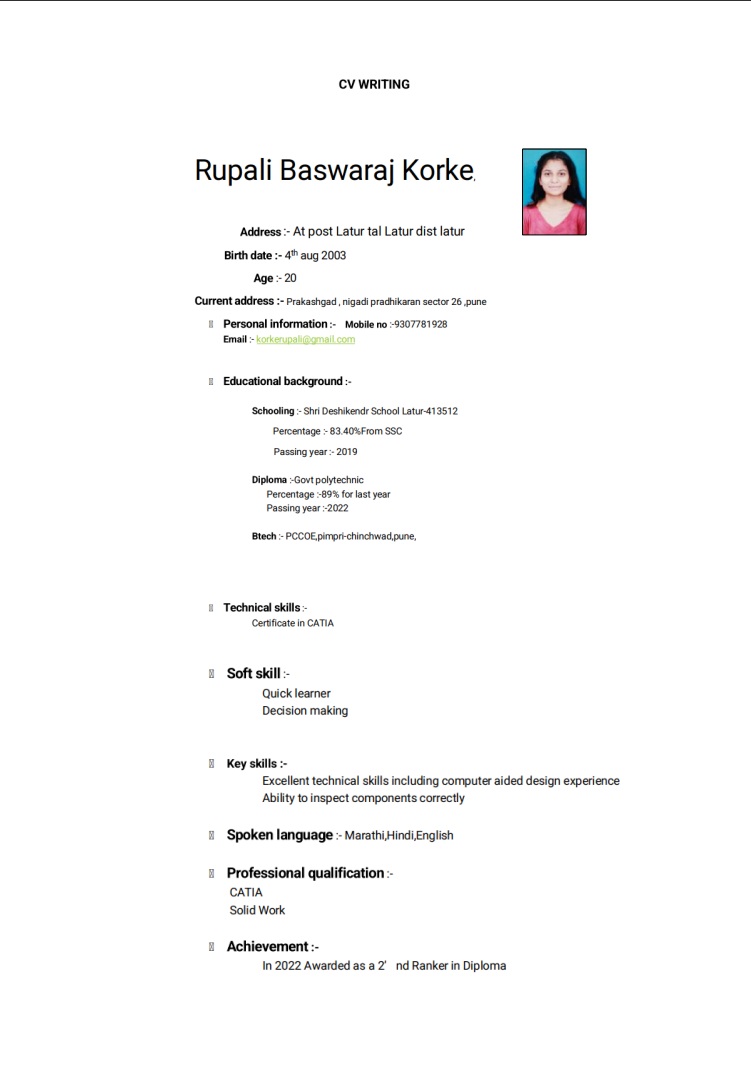 CV WRITING
Rupali Baswaraj Korke.
Address :- At post Latur tal Latur dist latur
Birth date :- 4th aug 2003
Age :- 20
Current address :- Prakashgad , nigadi pradhikaran sector 26 ,pune
Personal information :- Mobile no :-9307781928
Email :- korkerupali@gmail.com
Educational background :-
Schooling :- Shri Deshikendr School Latur-413512
Percentage :- 83.40%From SSC
Passing year :- 2019
Diploma :-Govt polytechnic
Percentage :-89% for last year
Passing year :-2022
Btech :- PCCOE,pimpri-chinchwad,pune,
Technical skills :-
Certificate in CATIA
Soft skill :-
Quick learner
Decision making
Key skills :-
Excellent technical skills including computer aided design experience
Ability to inspect components correctly
Spoken language :- Marathi,Hindi,English
Professional qualification :-
CATIA
Solid Work
Achievement :-
In 2022 Awarded as a 2' nd Ranker in Diploma